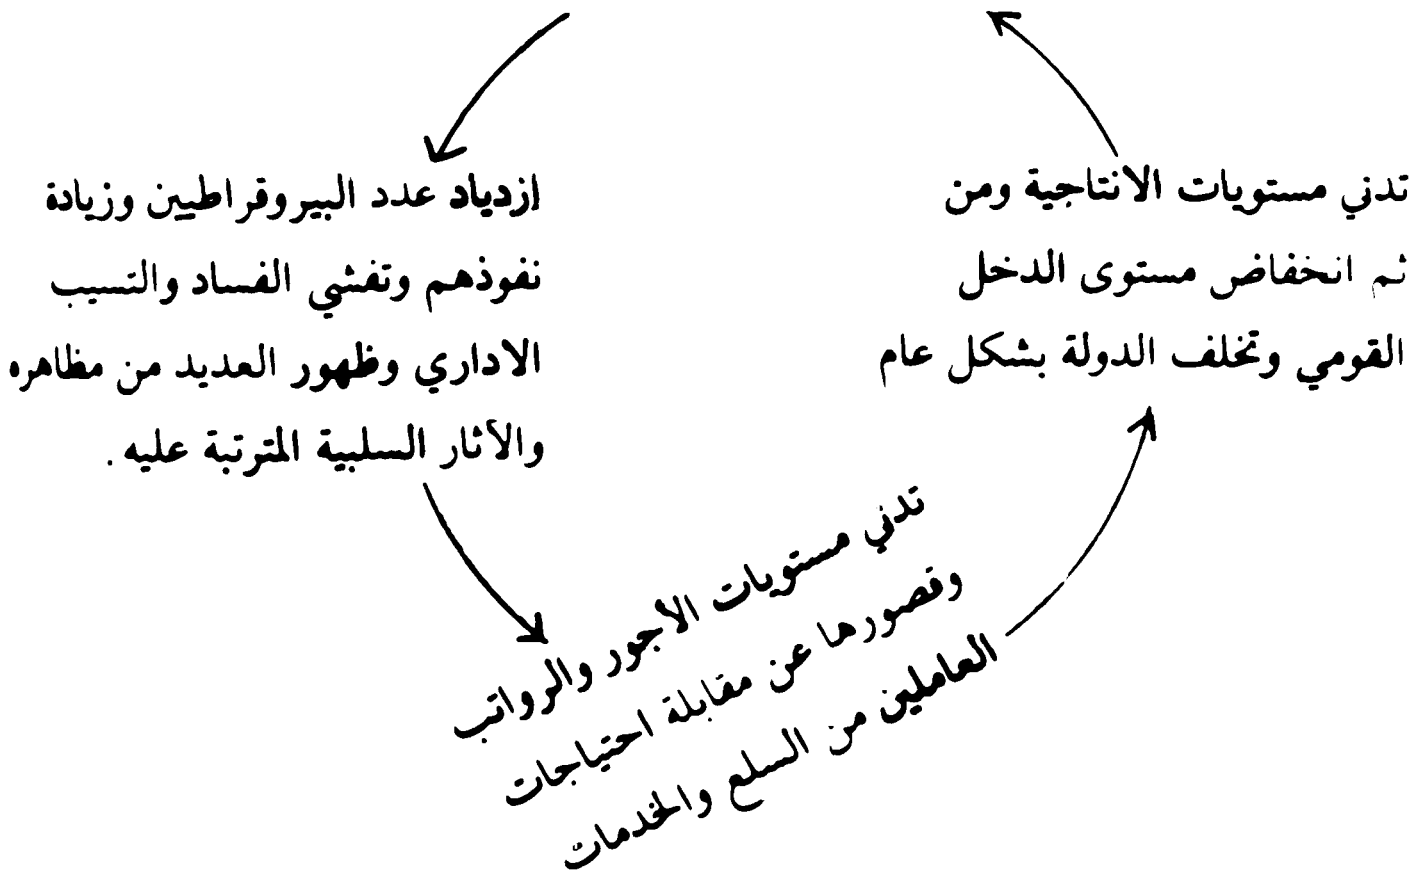 تدني مستويات الانتاجية ومن
ثم انخفاض مستوى الدخل
القومي وتخلف الدولة بشكل عام
ازدياد عدد البيروقراطيين وزيادة
نفوذهم وتفشي الفساد والتسيب
الاداري وظهور العديد من مظاهره
والآثار السلبية المترتبة عليه .
تدني مستويات الأجور والرواتب
وقصورها عن مقابلة احتياجات
العاملين من السلع والخدمات